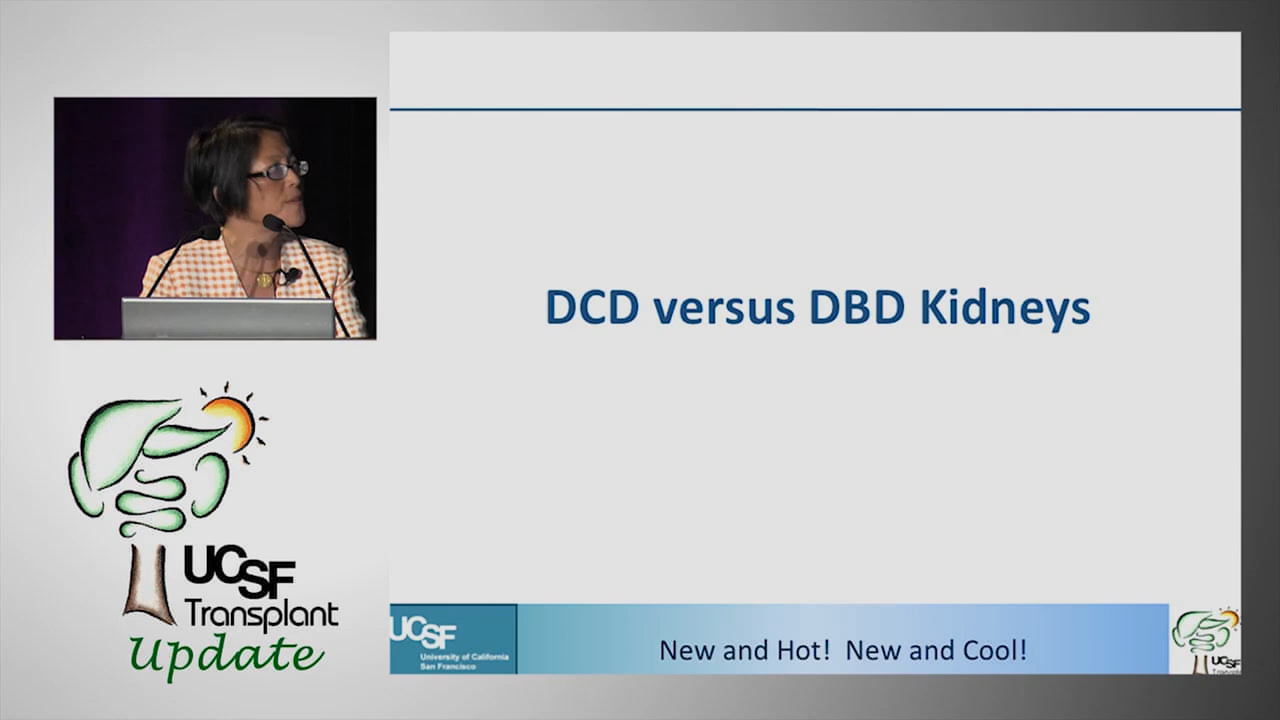 DCD versus DBD Kidneys
UCSF
Transplant
Update
UCSF
University of California
San Francisco
New and Hot!  New and Cool!
UCSF